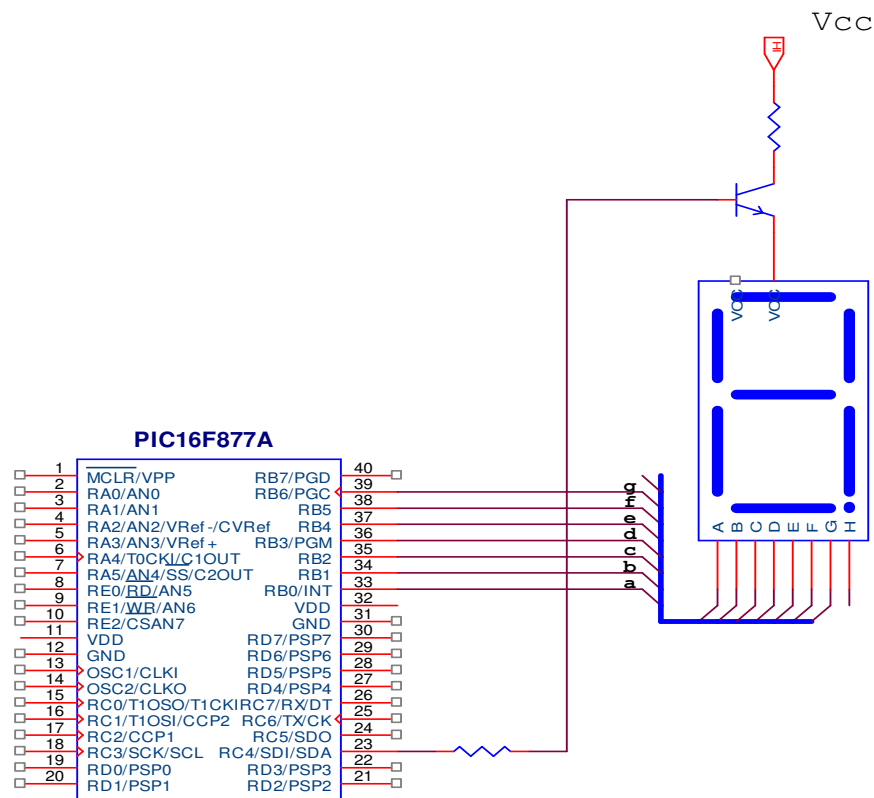 Vcc
VCC VCC
A B C D E F G H
PIC16F877A
1 MCLR/VPP RB7/PGD 40
2 RA0/AN0 RB6/PGC 39 g
3 RA1/AN1 RB5 38 f
4 RA2/AN2/VRef-/CVRef RB4 37 e
5 RA3/AN3/VRef+ RB3/PGM 36 d
6 RA4/T0CKI/C1OUT RB2 35 c
7 RA5/AN4/SS/C2OUT RB1 34 b
8 RE0/RD/AN5 RB0/INT 33 a
9 RE1/WR/AN6 VDD 32
10 RE2/CSAN7 GND 31
11 VDD RD7/PSP7 30
12 GND RD6/PSP6 29
13 OSC1/CLKI RD5/PSP5 28
14 OSC2/CLKO RD4/PSP4 27
15 RC0/T1OSO/T1CKI RC7/RX/DT 26
16 RC1/T1OSI/CCP2 RC6/TX/CK 25
17 RC2/CCP1 RC5/SDO 24
18 RC3/SCK/SCL RC4/SDI/SDA 23
19 RD0/PSP0 RD3/PSP3 22
20 RD1/PSP1 RD2/PSP2 21